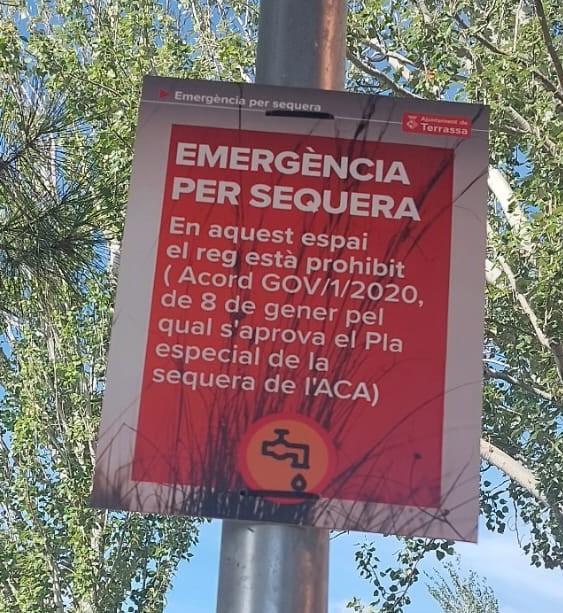 Emergència per sequera
Ajuntament de
Terrassa
EMERGÈNCIA
PER SEQUERA
En aquest espai
el reg està prohibit
( Acord GOV/1/2020,
de 8 de gener pel
qual s'aprova el Pla
especial de la
sequera de l'ACA)